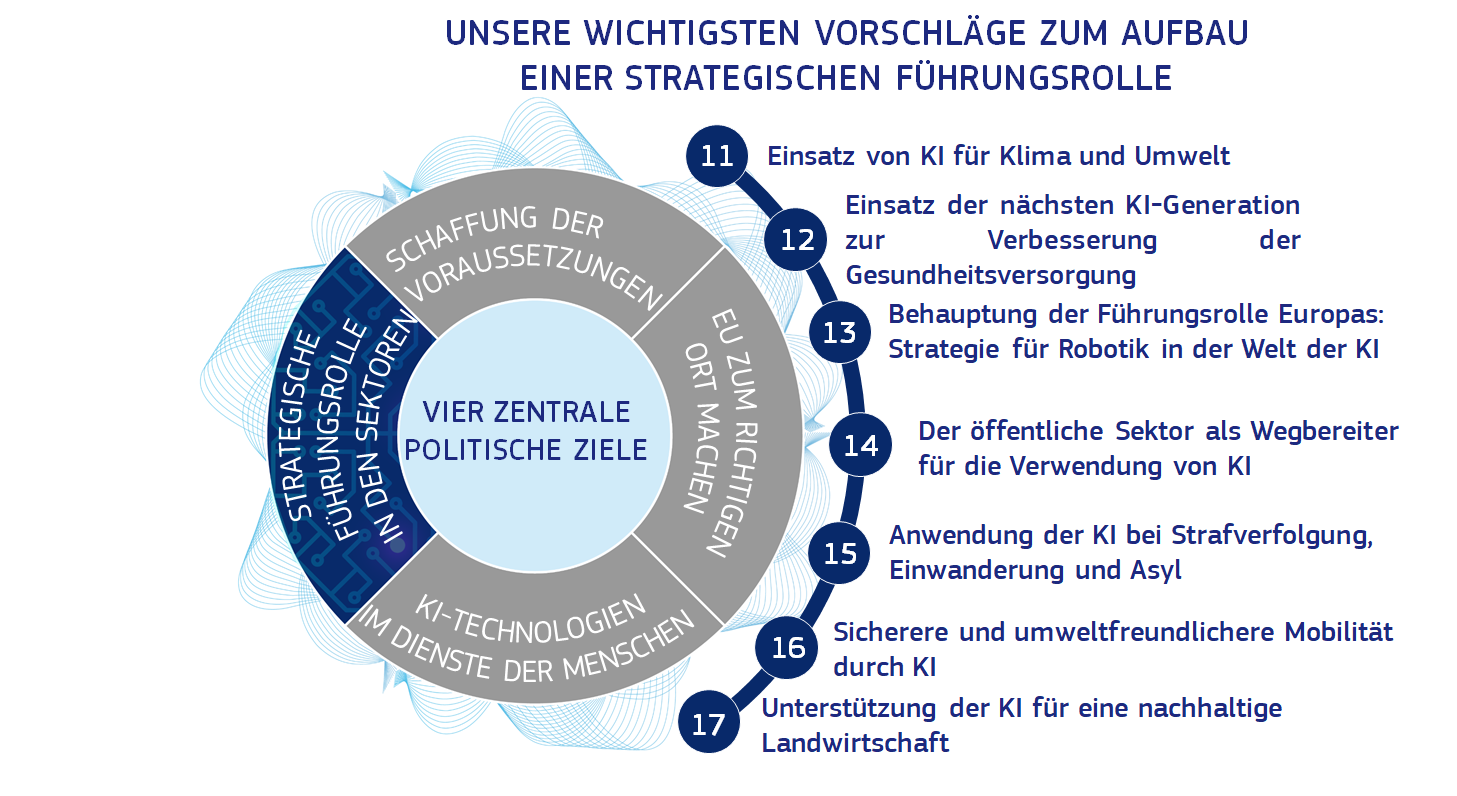 UNSERE WICHTIGSTEN VORSCHLÄGE ZUM AUFBAU
EINER STRATEGISCHEN FÜHRUNGSROLLE
SCHAFFUNG DER
VORAUSSETZUNGEN
EU ZUM RICHTIGEN
ORT MACHEN
KI-TECHNOLOGIEN
IM DIENSTE DER MENSCHEN
STRATEGISCHE
FÜHRUNGSROLLE
IN DEN SEKTOREN
VIER ZENTRALE
POLITISCHE ZIELE
11 Einsatz von KI für Klima und Umwelt
12 Einsatz der nächsten KI-Generation
zur Verbesserung der
Gesundheitsversorgung
13 Behauptung der Führungsrolle Europas:
Strategie für Robotik in der Welt der KI
14 Der öffentliche Sektor als Wegbereiter
für die Verwendung von KI
15 Anwendung der KI bei Strafverfolgung,
Einwanderung und Asyl
16 Sicherere und umweltfreundlichere Mobilität
durch KI
17 Unterstützung der KI für eine nachhaltige
Landwirtschaft